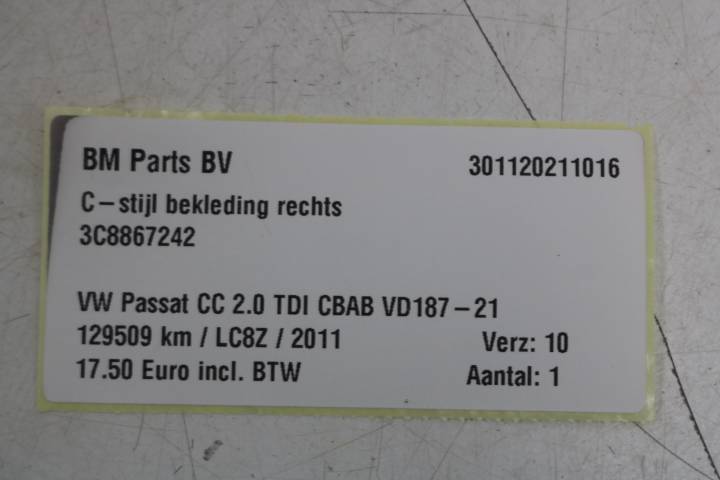 BM Parts BV 301120211016
C-stijl bekleding rechts
3C8867242
VW Passat CC 2.0 TDI CBAB VD187-21
129509 km / LC8Z / 2011 Verz: 10
17.50 Euro incl. BTW Aantal: 1